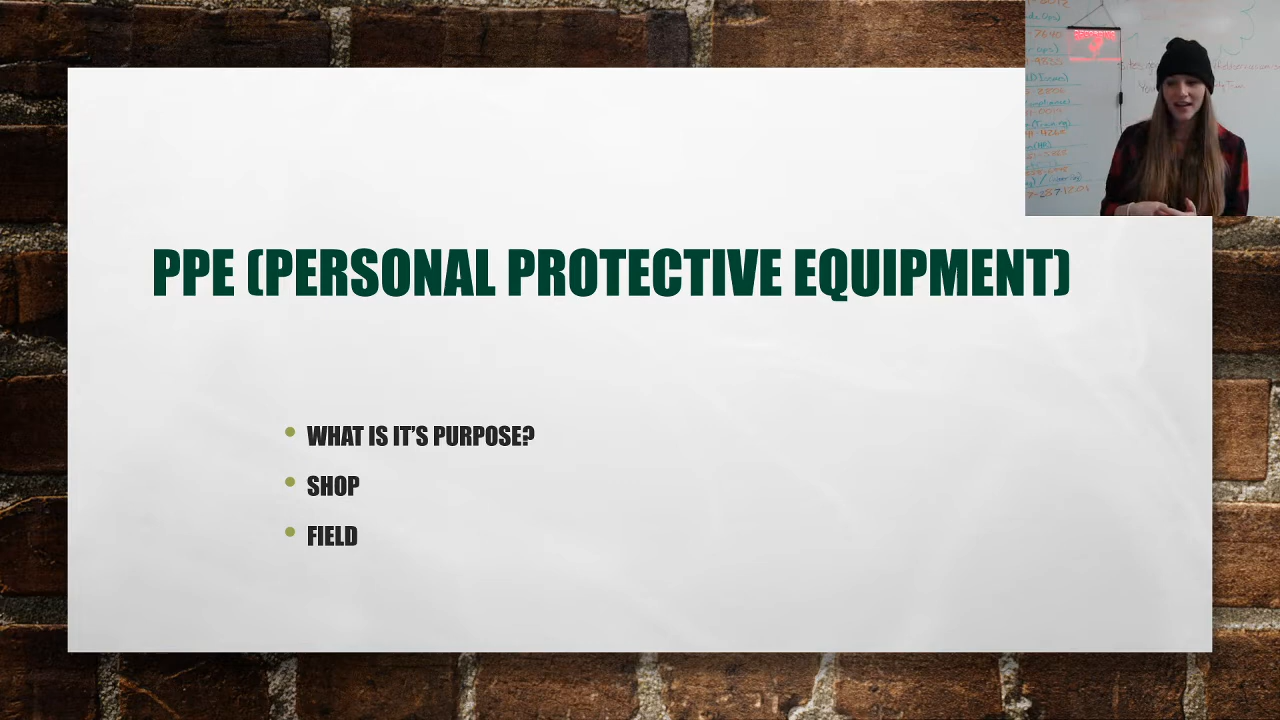 PPE (PERSONAL PROTECTIVE EQUIPMENT)
WHAT IS IT'S PURPOSE?
SHOP
FIELD